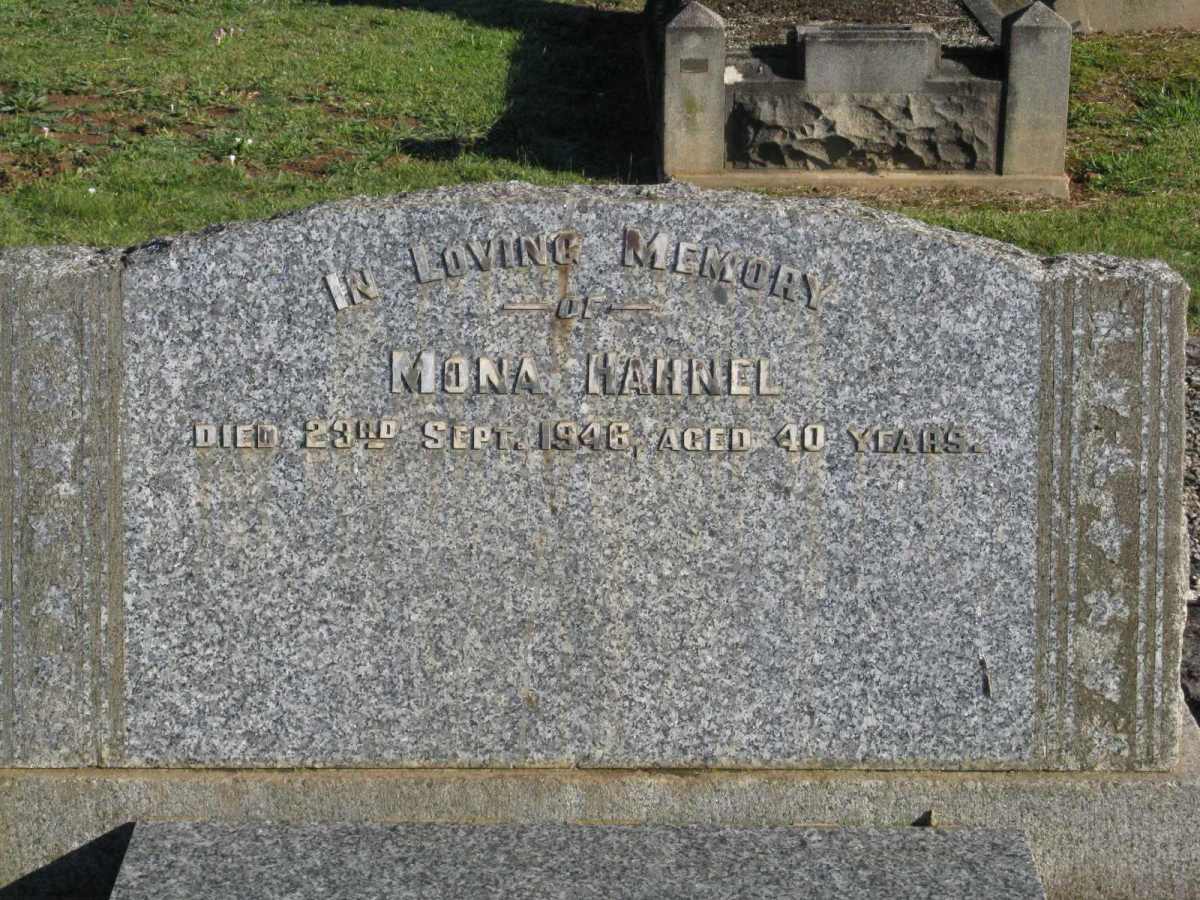 IN LOVING MEMORY
OF
MONA HAHNEL
DIED 23RD SEPT. 1946, AGED 40 YEARS.